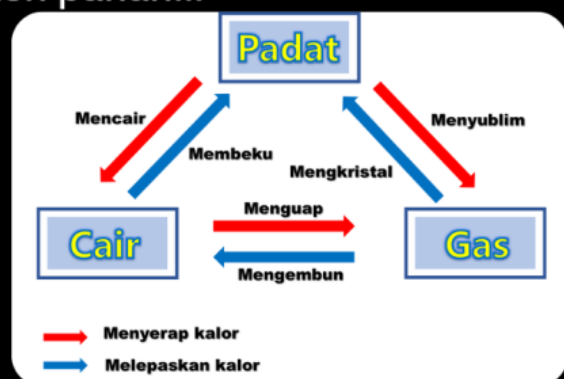 Padat
Mencair
Menyublim
Membeku
Mengkristal
Menguap
Cair
Gas
Mengembun
Menyerap kalor
Melepaskan kalor